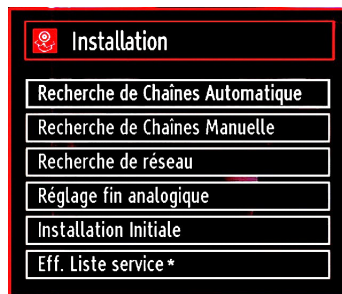 Installation
Recherche de Chaînes Automatique
Recherche de Chaînes Manuelle
Recherche de réseau
Réglage fin analogique
Installation Initiale
Eff. Liste service*